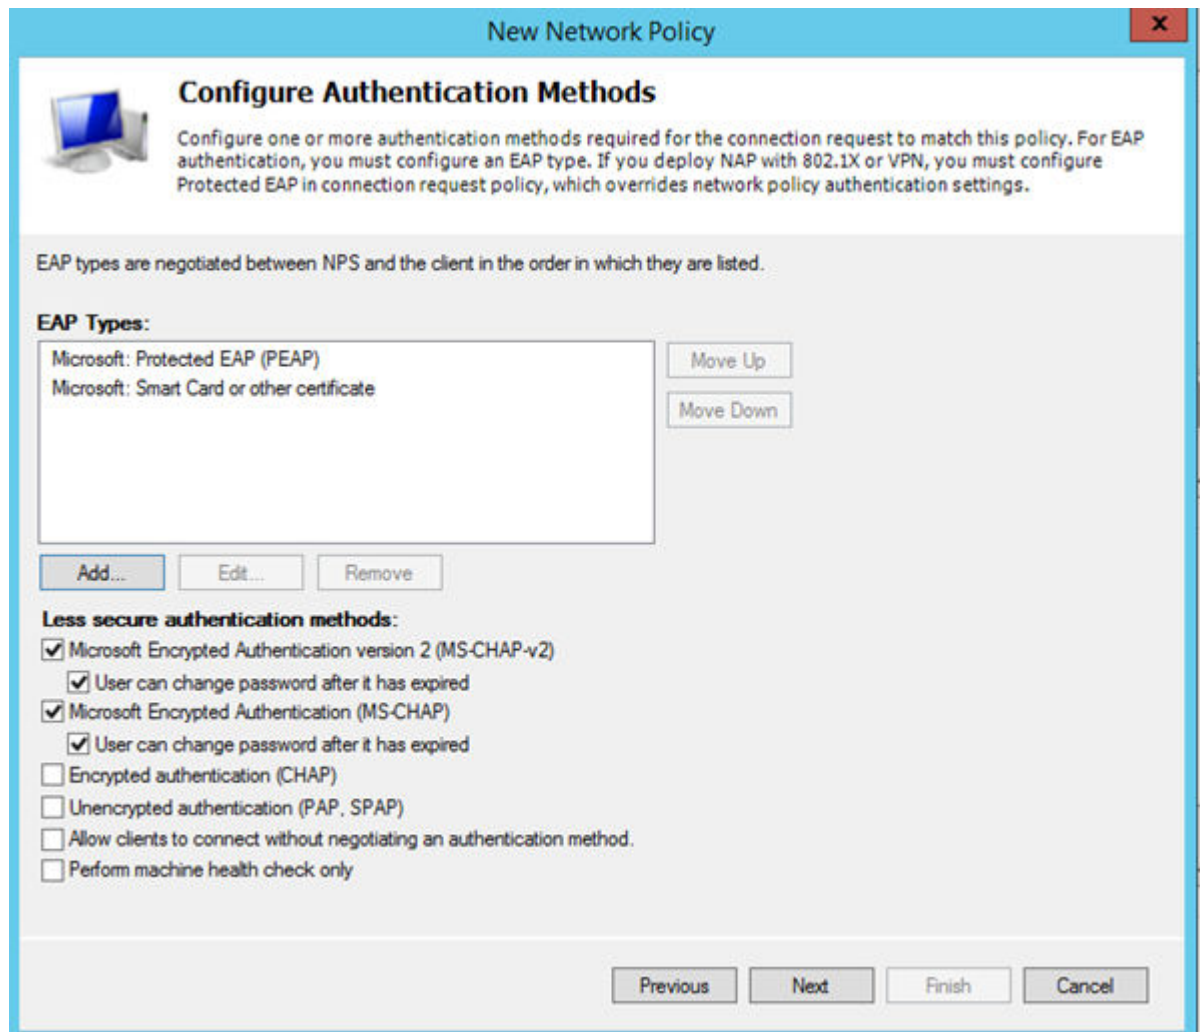 New Network Policy
x
Configure Authentication Methods
Configure one or more authentication methods required for the connection request to match this policy. For EAP
authentication, you must configure an EAP type. If you deploy NAP with 802.1X or VPN, you must configure
Protected EAP in connection request policy, which overrides network policy authentication settings.
EAP types are negotiated between NPS and the client in the order in which they are listed.
EAP Types:
Microsoft: Protected EAP (PEAP)
Microsoft: Smart Card or other certificate
Move Up
Move Down
Add... Edit... Remove
Less secure authentication methods:
Microsoft Encrypted Authentication version 2 (MS-CHAP-v2)
User can change password after it has expired
Microsoft Encrypted Authentication (MS-CHAP)
User can change password after it has expired
Encrypted authentication (CHAP)
Unencrypted authentication (PAP, SPAP)
Allow clients to connect without negotiating an authentication method.
Perform machine health check only
Previous Next Finish Cancel